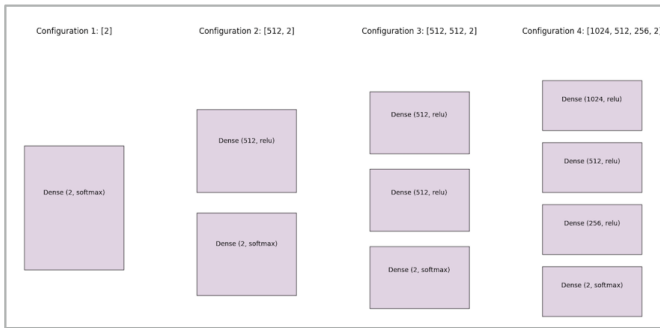 Configuration 1: [2]
Dense (2, softmax)
Configuration 2: [512, 2]
Dense (512, relu)
Dense (2, softmax)
Configuration 3: [512, 512, 2]
Dense (512, relu)
Dense (512, relu)
Dense (2, softmax)
Configuration 4: [1024, 512, 256, 2]
Dense (1024, relu)
Dense (512, relu)
Dense (256, relu)
Dense (2, softmax)